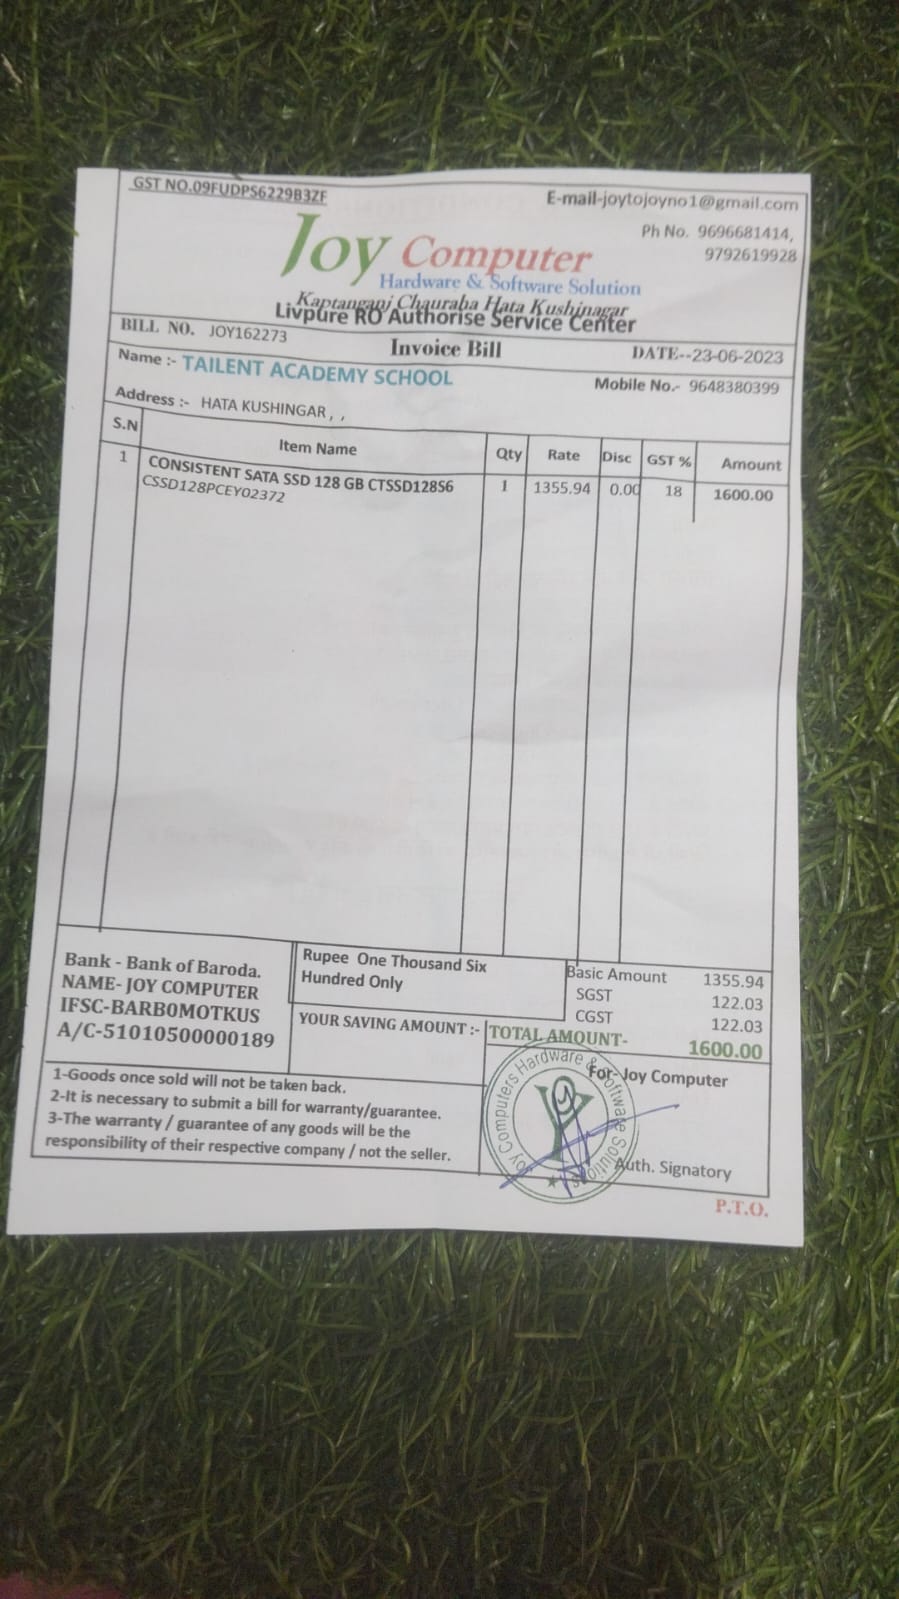 GST NO.09FUDPS6229B3ZF
E-mail-joytojoyno1@gmail.com
Ph No. 9696681414,
9792619928
Joy Computer
Hardware & Software Solution
Kaptanganj Chauraha Hata Kushinagar
Livpure RO Authorise Service Center
BILL NO. JOY162273
Invoice Bill
DATE--23-06-2023
Name :- TAILENT ACADEMY SCHOOL
Mobile No.- 9648380399
Address :- HATA KUSHINGAR , ,
S.N Item Name Qty Rate Disc GST % Amount
1 CONSISTENT SATA SSD 128 GB CTSSD128S6 1 1355.94 0.00 18 1600.00
CSSD128PCEY02372
Bank - Bank of Baroda.
NAME- JOY COMPUTER
IFSC-BARB0MOTKUS
A/C-51010500000189
Rupee One Thousand Six
Hundred Only
YOUR SAVING AMOUNT :-
Basic Amount 1355.94
SGST 122.03
CGST 122.03
TOTAL AMOUNT- 1600.00
1-Goods once sold will not be taken back.
2-It is necessary to submit a bill for warranty/guarantee.
3-The warranty / guarantee of any goods will be the
responsibility of their respective company / not the seller.
For- Joy Computer
Joy Computers Hardware & Software Solutions
Auth. Signatory
P.T.O.